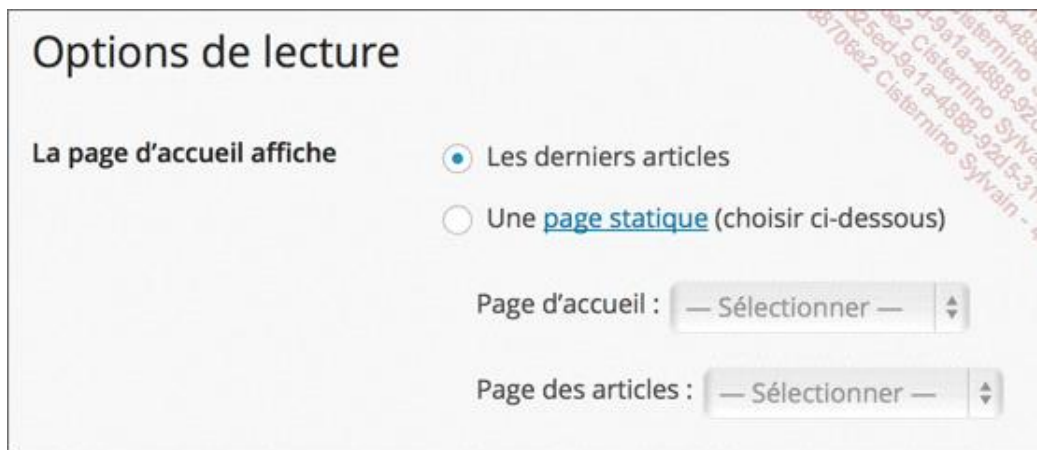 Options de lecture
La page d’accueil affiche
Les derniers articles
Une page statique (choisir ci-dessous)
Page d’accueil : — Sélectionner —
Page des articles : — Sélectionner —